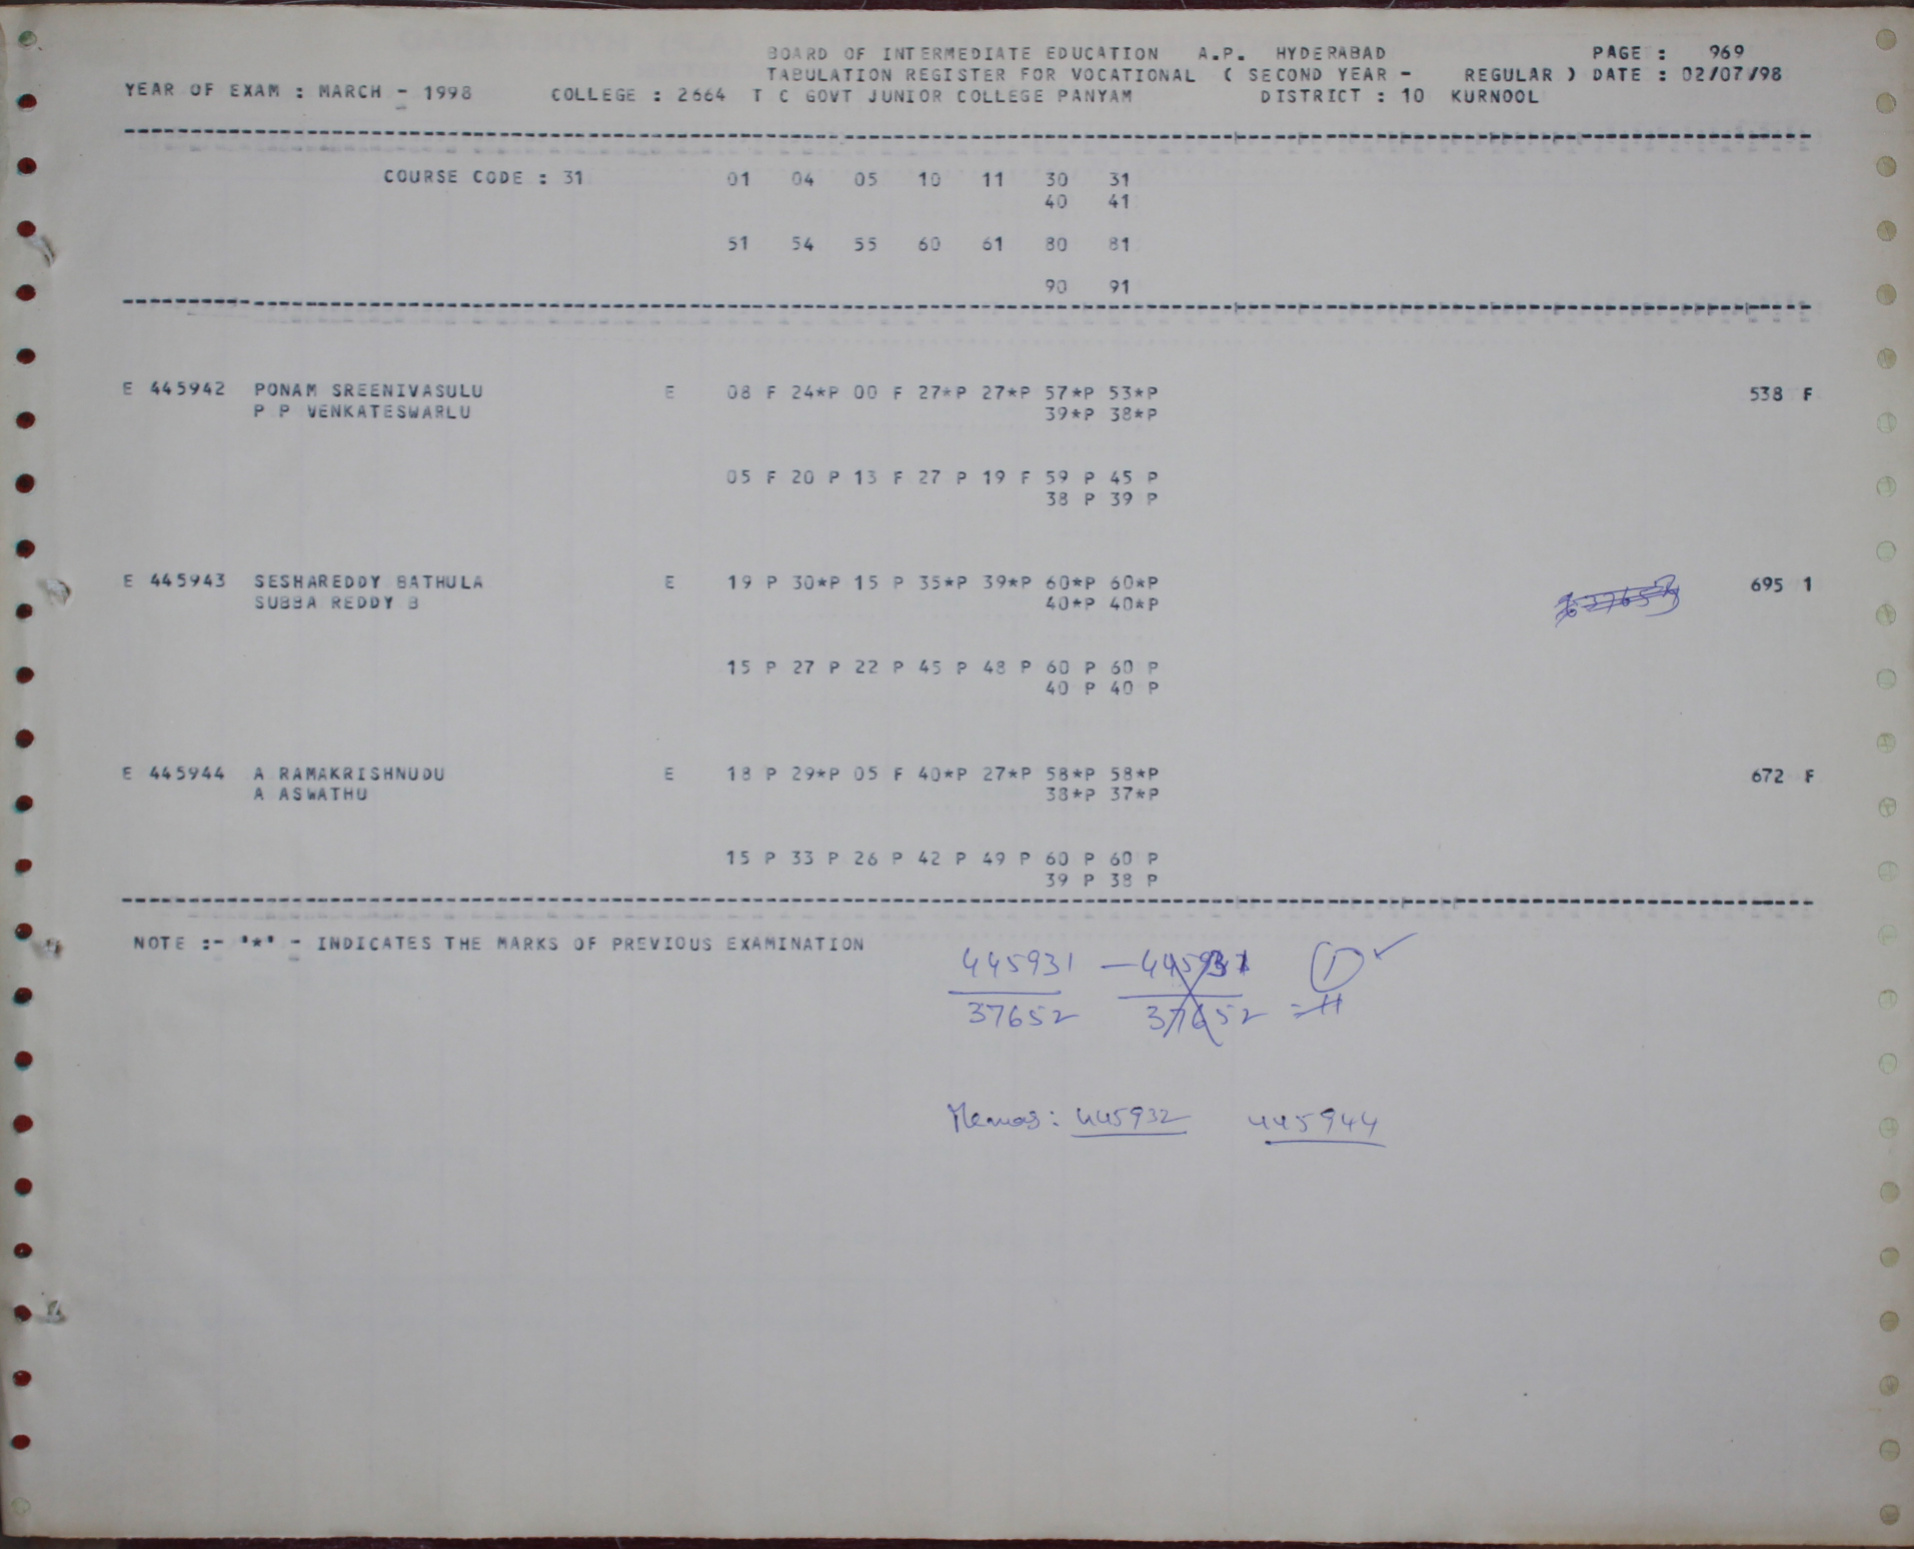 BOARD OF INTERMEDIATE EDUCATION A.P. HYDERABAD PAGE : 969
TABULATION REGISTER FOR VOCATIONAL ( SECOND YEAR - REGULAR ) DATE : 02/07/98
YEAR OF EXAM : MARCH - 1998 COLLEGE : 2664 T C GOVT JUNIOR COLLEGE PANYAM DISTRICT : 10 KURNOOL
COURSE CODE : 31 01 04 05 10 11 30 31
40 41
51 54 55 60 61 80 81
90 91
E 445942 PONAM SREENIVASULU E 08 F 24*P 00 F 27*P 27*P 57*P 53*P 538 F
P P VENKATESWARLU 39*P 38*P
05 F 20 P 13 F 27 P 19 F 59 P 45 P
38 P 39 P
E 445943 SESHAREDDY BATHULA E 19 P 30*P 15 P 35*P 39*P 60*P 60*P 695 1
SUBBA REDDY B 40*P 40*P
15 P 27 P 22 P 45 P 48 P 60 P 60 P
40 P 40 P
E 445944 A RAMAKRISHNUDU E 18 P 29*P 05 F 40*P 27*P 58*P 58*P 672 F
A ASWATHU 38*P 37*P
15 P 33 P 26 P 42 P 49 P 60 P 60 P
39 P 38 P
NOTE :- '*' - INDICATES THE MARKS OF PREVIOUS EXAMINATION
445931 —
37652 37652
Memos: 445932 445944